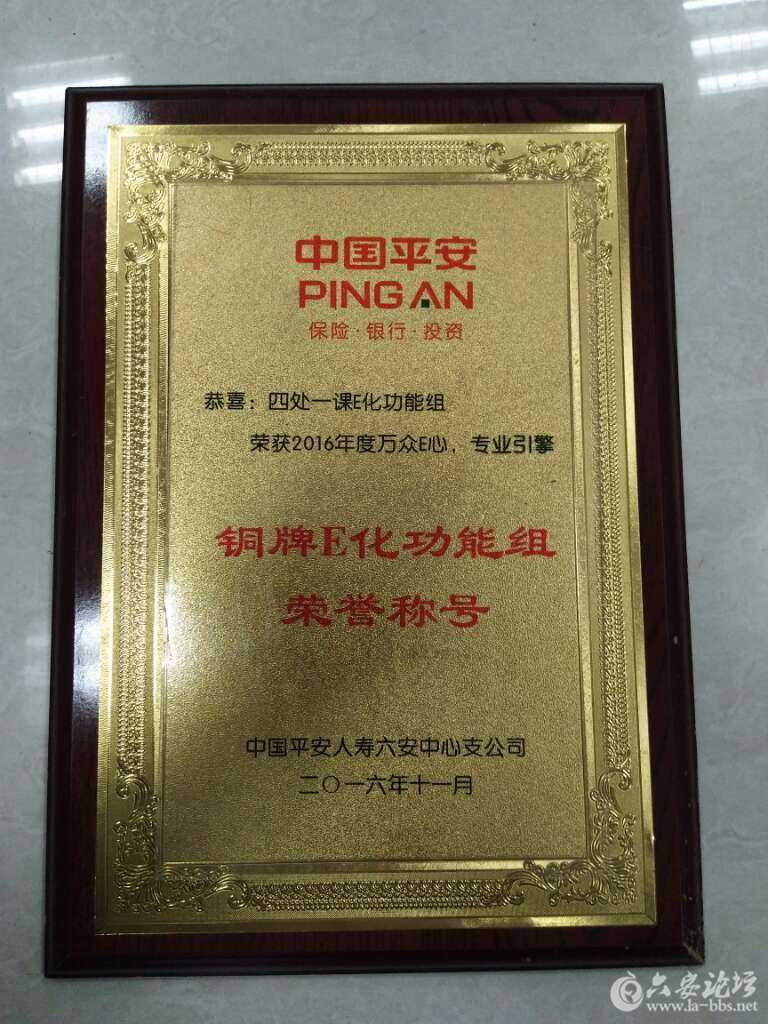 中国平安
PING AN
保险·银行·投资
恭喜：四处一课E化功能组
荣获2016年度万众E心，专业引擎
铜牌E化功能组
荣誉称号
中国平安人寿六安中心支公司
二〇一六年十一月
六安论坛
www.la-bbs.net